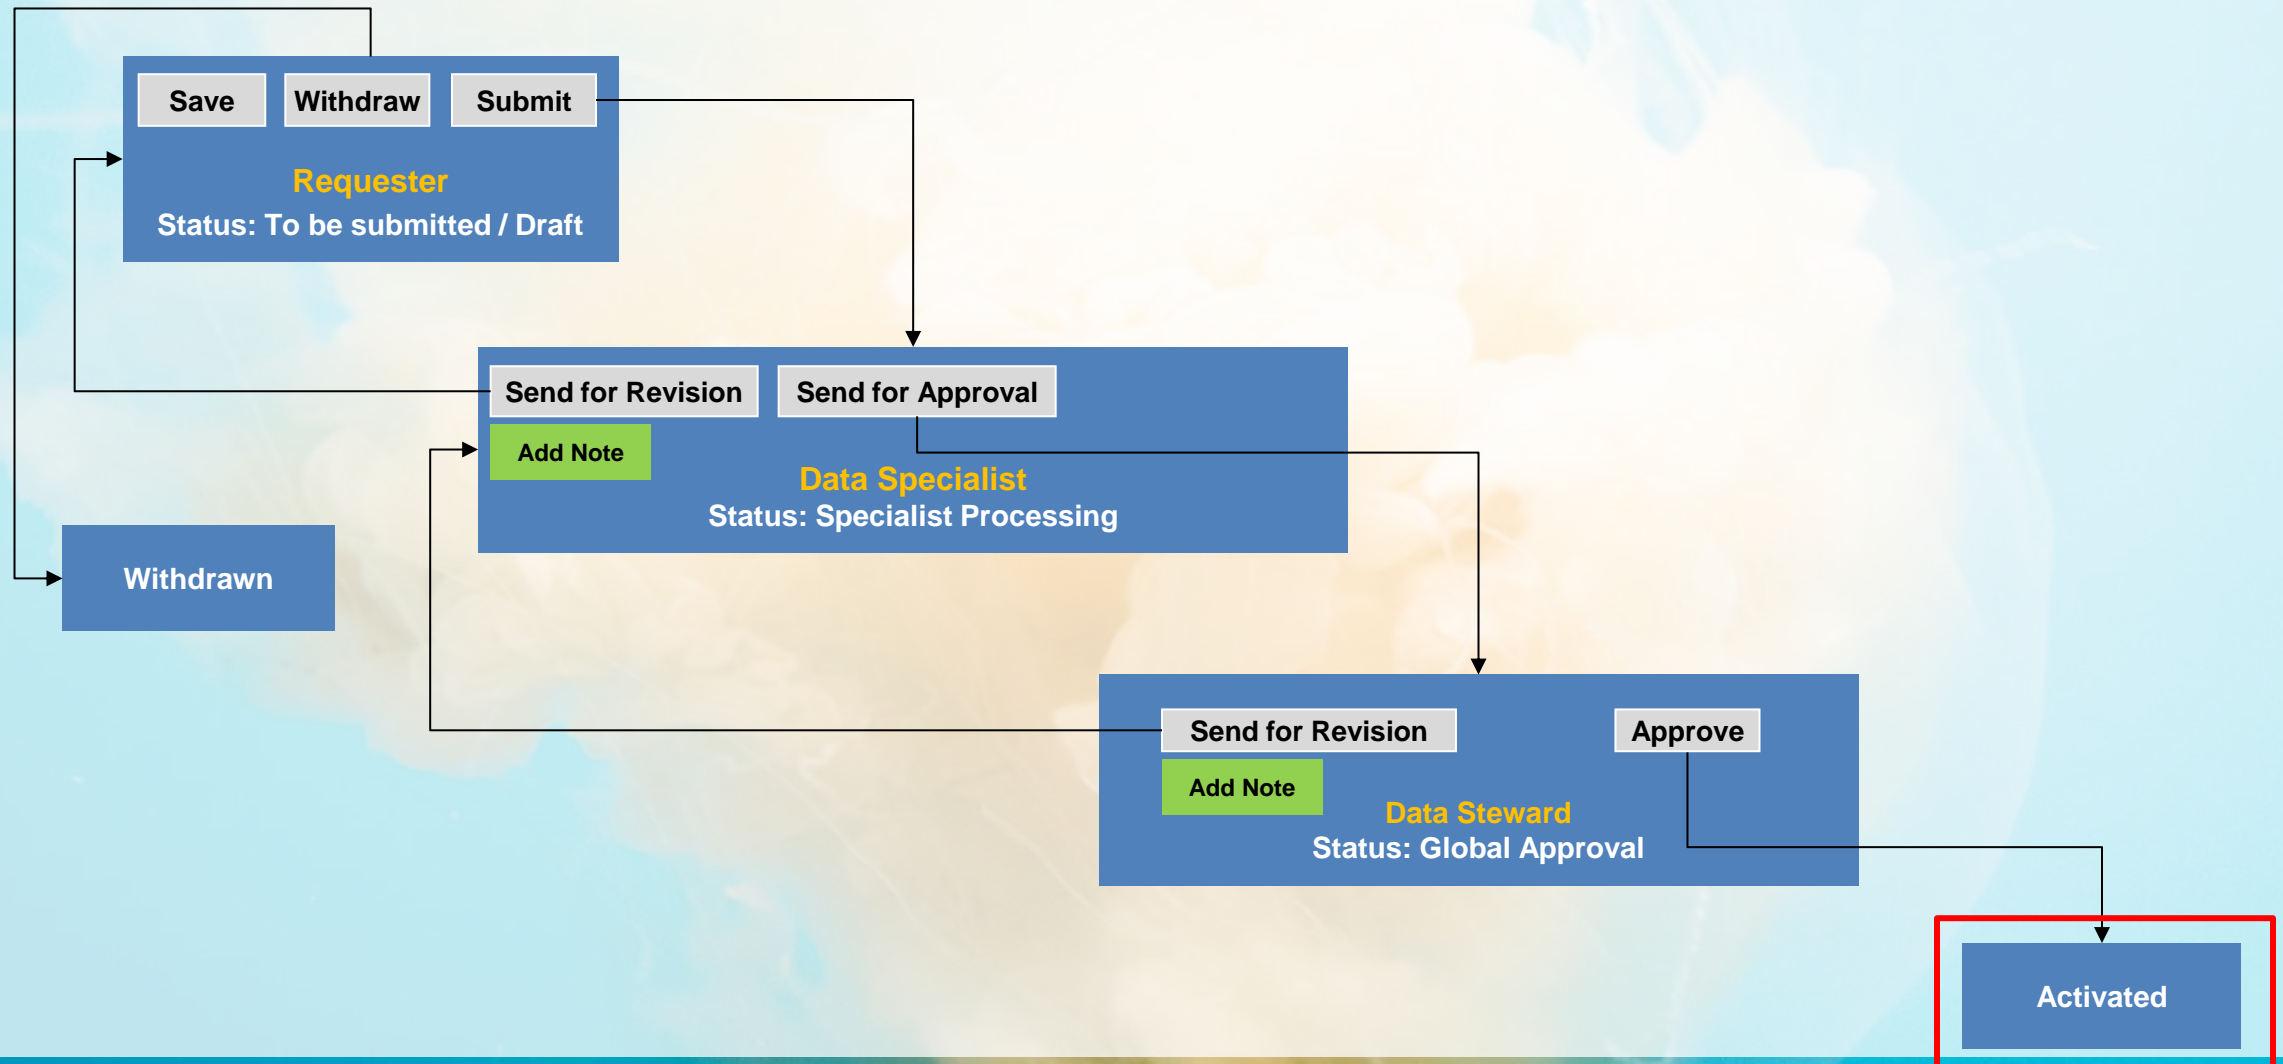 Save
Withdraw
Submit
Requester
Status: To be submitted / Draft
Send for Revision
Send for Approval
Add Note
Data Specialist
Status: Specialist Processing
Withdrawn
Send for Revision
Approve
Add Note
Data Steward
Status: Global Approval
Activated